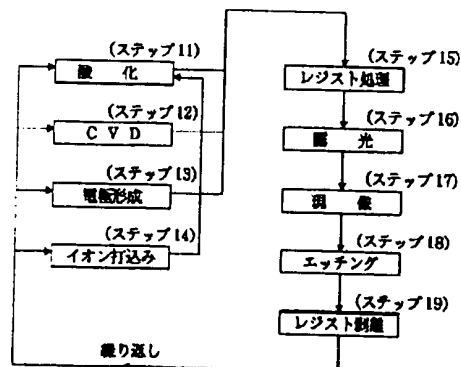 (ステップ11)
酸 化
(ステップ12)
C V D
(ステップ13)
電極形成
(ステップ14)
イオン打込み
繰り返し
(ステップ15)
レジスト処理
(ステップ16)
露 光
(ステップ17)
現 像
(ステップ18)
エッチング
(ステップ19)
レジスト剥離